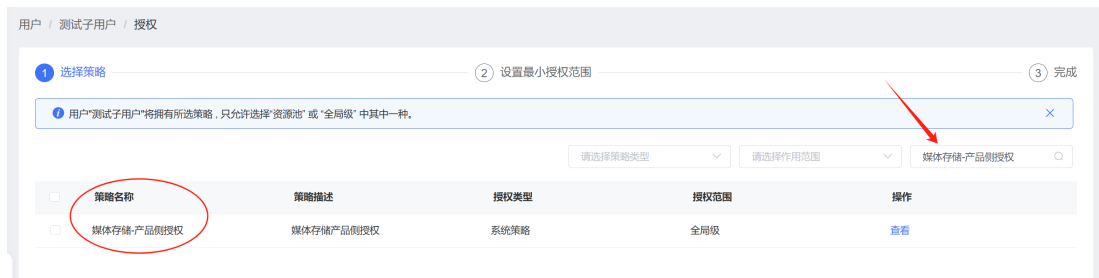 用户 / 测试子用户 / 授权
1 选择策略 2 设置最小授权范围 3 完成
用户"测试子用户"将拥有所选策略，只允许选择"资源池" 或 "全局级" 中其中一种。
请选择策略类型 请选择作用范围 媒体存储-产品侧授权
策略名称 策略描述 授权类型 授权范围 操作
媒体存储-产品侧授权 媒体存储产品侧授权 系统策略 全局级 查看